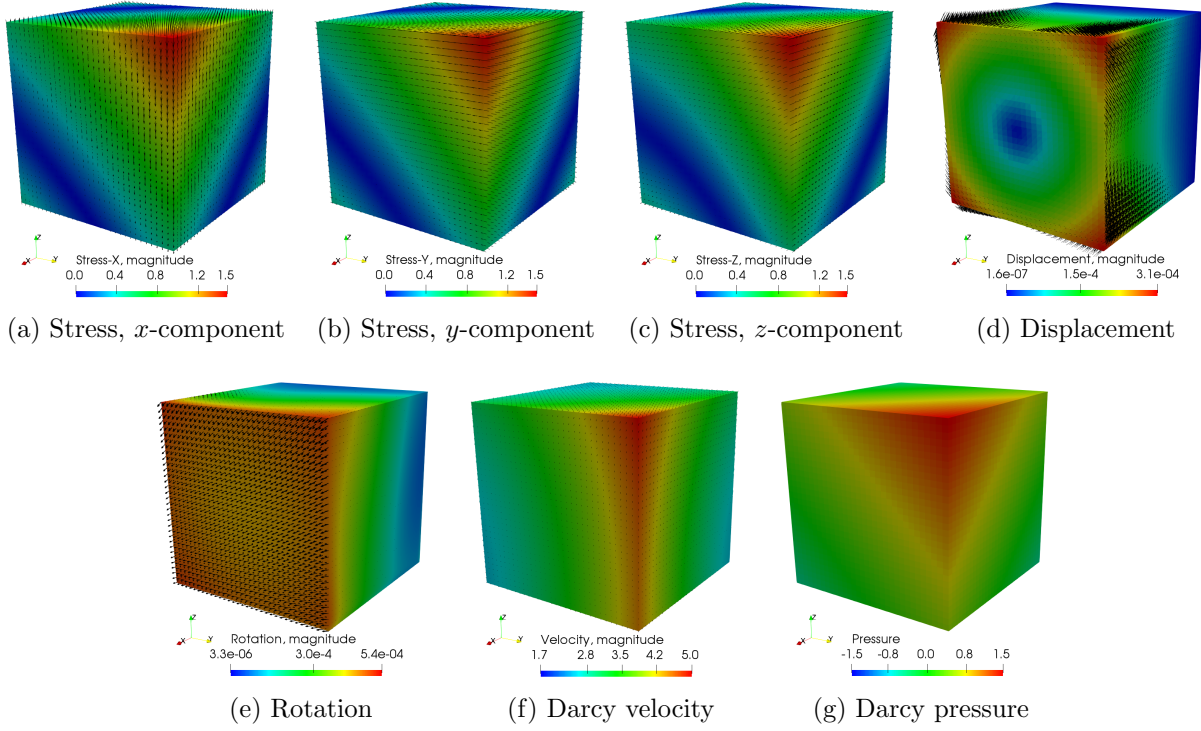 Z
X Y
Stress-X, magnitude
0.0 0.4 0.8 1.2 1.5
Z
X Y
Stress-Y, magnitude
0.0 0.4 0.8 1.2 1.5
Z
X Y
Stress-Z, magnitude
0.0 0.4 0.8 1.2 1.5
Z
X Y
Displacement, magnitude
1.6e-07 1.5e-4 3.1e-04
(a) Stress, x-component
(b) Stress, y-component
(c) Stress, z-component
(d) Displacement
Z
X Y
Rotation, magnitude
3.3e-06 3.0e-4 5.4e-04
Z
X Y
Velocity, magnitude
1.7 2.8 3.5 4.2 5.0
Z
X Y
Pressure
-1.5 -0.8 0.0 0.8 1.5
(e) Rotation
(f) Darcy velocity
(g) Darcy pressure